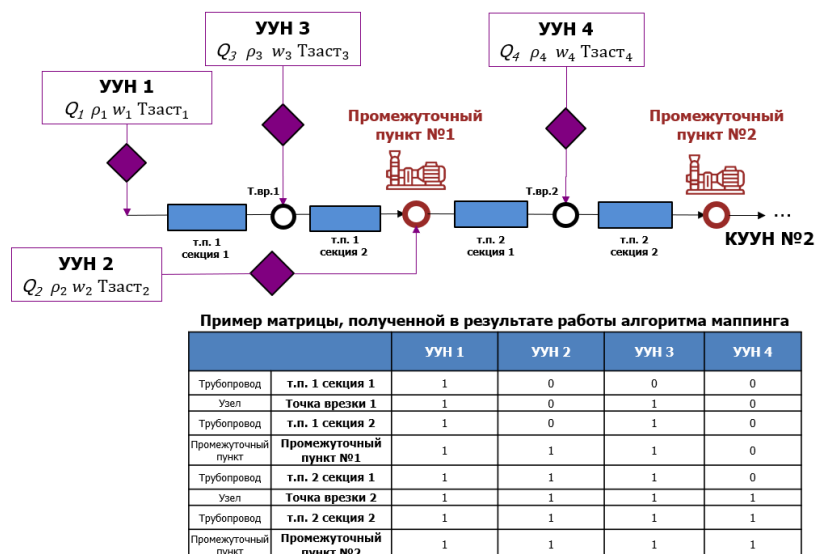 УУН 3
Q3 ρ3 w3 Тзаст3
УУН 4
Q4 ρ4 w4 Тзаст4
УУН 1
Q1 ρ1 w1 Тзаст1
Промежуточный
пункт №1
Промежуточный
пункт №2
Т.вр.1
Т.вр.2
...
т.п. 1
секция 1
т.п. 1
секция 2
т.п. 2
секция 1
т.п. 2
секция 2
КУУН №2
УУН 2
Q2 ρ2 w2 Тзаст2
Пример матрицы, полученной в результате работы алгоритма маппинга
УУН 1 УУН 2 УУН 3 УУН 4
Трубопровод т.п. 1 секция 1 1 0 0 0
Узел Точка врезки 1 1 0 1 0
Трубопровод т.п. 1 секция 2 1 0 1 0
Промежуточный пункт Промежуточный пункт №1 1 1 1 0
Трубопровод т.п. 2 секция 1 1 1 1 0
Узел Точка врезки 2 1 1 1 1
Трубопровод т.п. 2 секция 2 1 1 1 1
Промежуточный пункт Промежуточный пункт №2 1 1 1 1